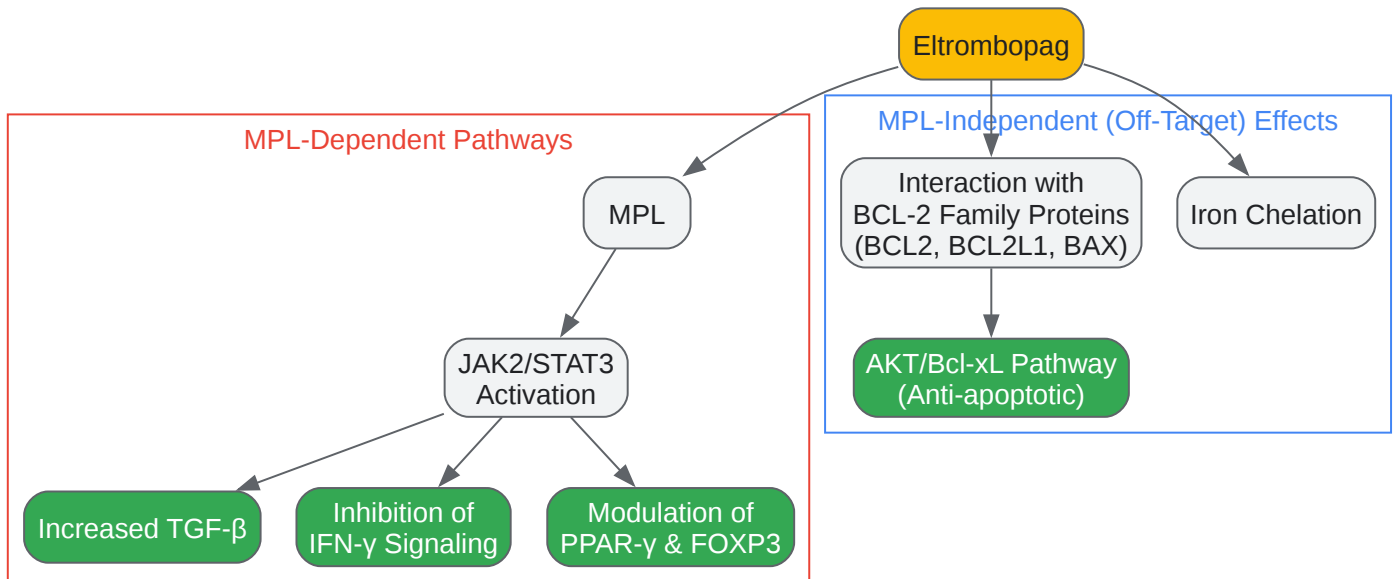 Eltrombopag
MPL-Dependent Pathways
MPL-Independent (Off-Target) Effects
MPL
Interaction with
BCL-2 Family Proteins
(BCL2, BCL2L1, BAX)
Iron Chelation
JAK2/STAT3
Activation
AKT/Bcl-xL Pathway
(Anti-apoptotic)
Increased TGF-β
Inhibition of
IFN-γ Signaling
Modulation of
PPAR-γ & FOXP3